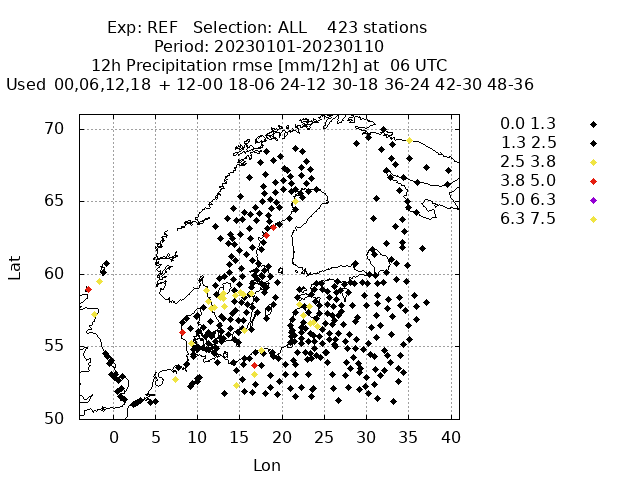 Exp: REF Selection: ALL 423 stations
Period: 20230101-20230110
12h Precipitation rmse [mm/12h] at 06 UTC
Used 00,06,12,18 + 12-00 18-06 24-12 30-18 36-24 42-30 48-36
70
65
60
55
50
Lat
0 5 10 15 20 25 30 35 40
Lon
0.0 1.3
1.3 2.5
2.5 3.8
3.8 5.0
5.0 6.3
6.3 7.5